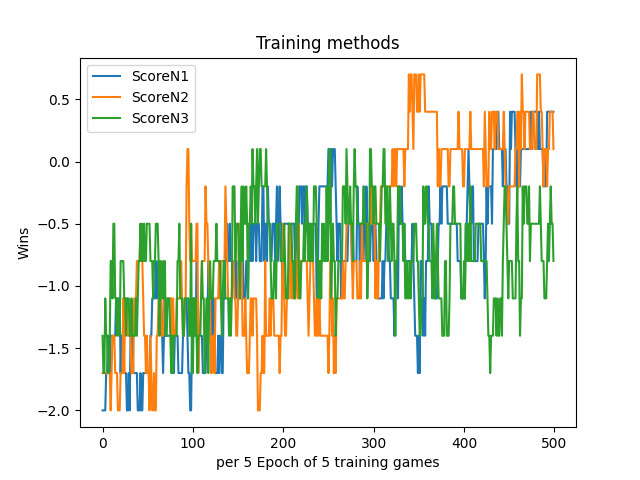 Training methods
ScoreN1
ScoreN2
ScoreN3
Wins
0.5
0.0
−0.5
−1.0
−1.5
−2.0
0 100 200 300 400 500
per 5 Epoch of 5 training games